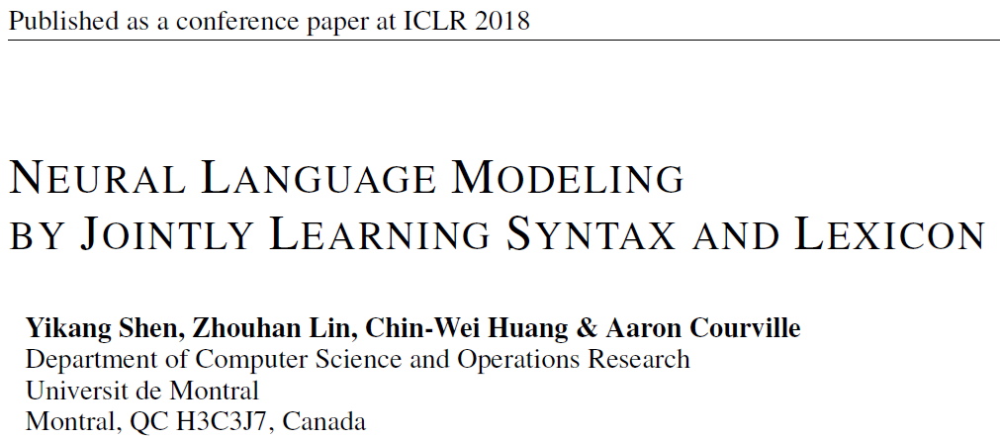 Published as a conference paper at ICLR 2018
NEURAL LANGUAGE MODELING
BY JOINTLY LEARNING SYNTAX AND LEXICON
Yikang Shen, Zhouhan Lin, Chin-Wei Huang & Aaron Courville
Department of Computer Science and Operations Research
Universit de Montral
Montral, QC H3C3J7, Canada